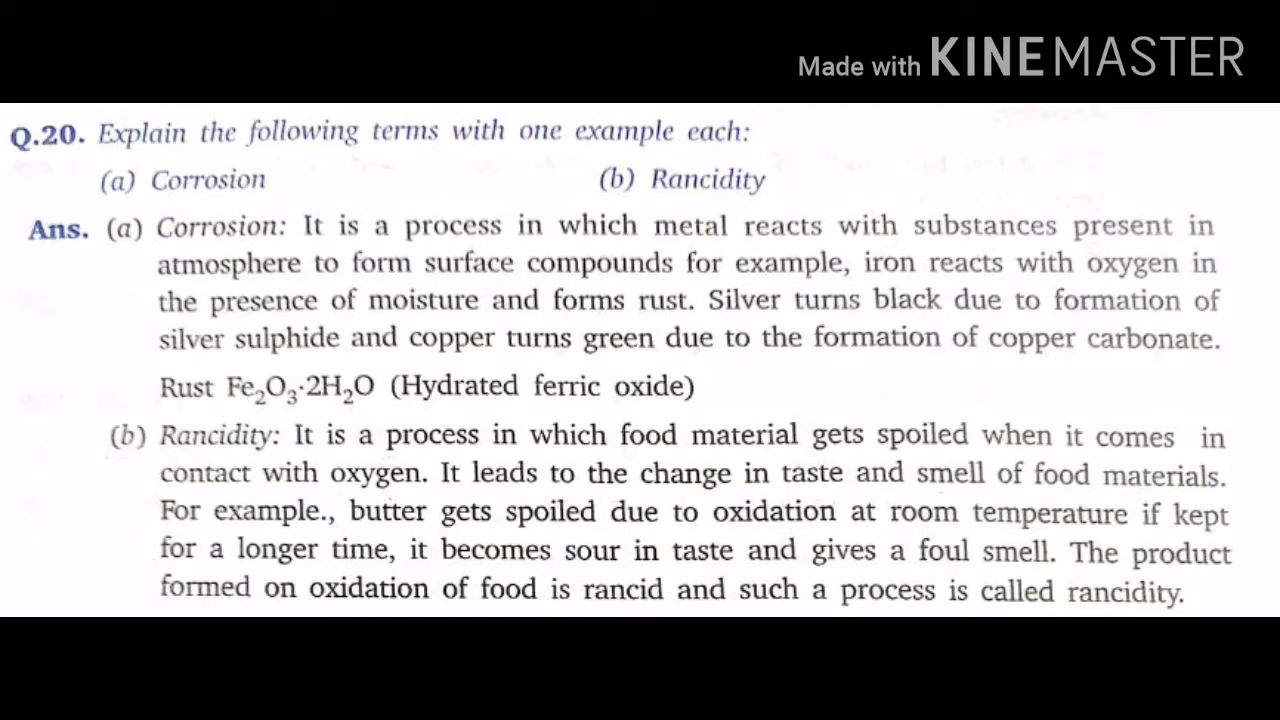 Made with KINEMASTER
Q.20. Explain the following terms with one example each:
(a) Corrosion (b) Rancidity
Ans. (a) Corrosion: It is a process in which metal reacts with substances present in
atmosphere to form surface compounds for example, iron reacts with oxygen in
the presence of moisture and forms rust. Silver turns black due to formation of
silver sulphide and copper turns green due to the formation of copper carbonate.
Rust Fe₂O₃·2H₂O (Hydrated ferric oxide)
(b) Rancidity: It is a process in which food material gets spoiled when it comes in
contact with oxygen. It leads to the change in taste and smell of food materials.
For example., butter gets spoiled due to oxidation at room temperature if kept
for a longer time, it becomes sour in taste and gives a foul smell. The product
formed on oxidation of food is rancid and such a process is called rancidity.